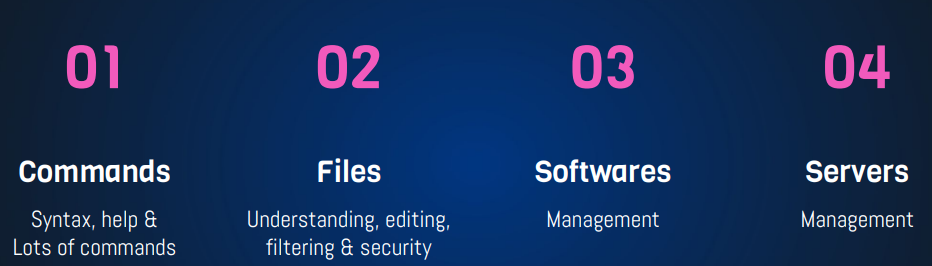 01
Commands
Syntax, help &
Lots of commands
02
Files
Understanding, editing,
filtering & security
03
Softwares
Management
04
Servers
Management